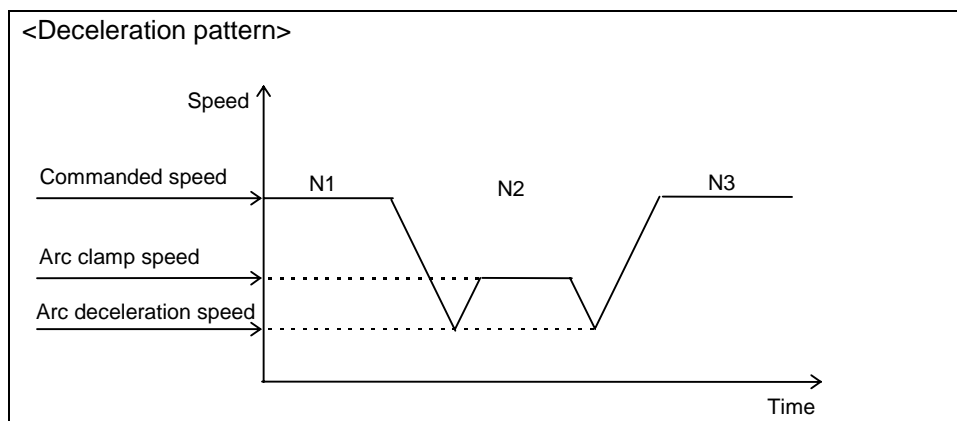 <Deceleration pattern>
Speed
Commanded speed
N1
N2
N3
Arc clamp speed
Arc deceleration speed
Time